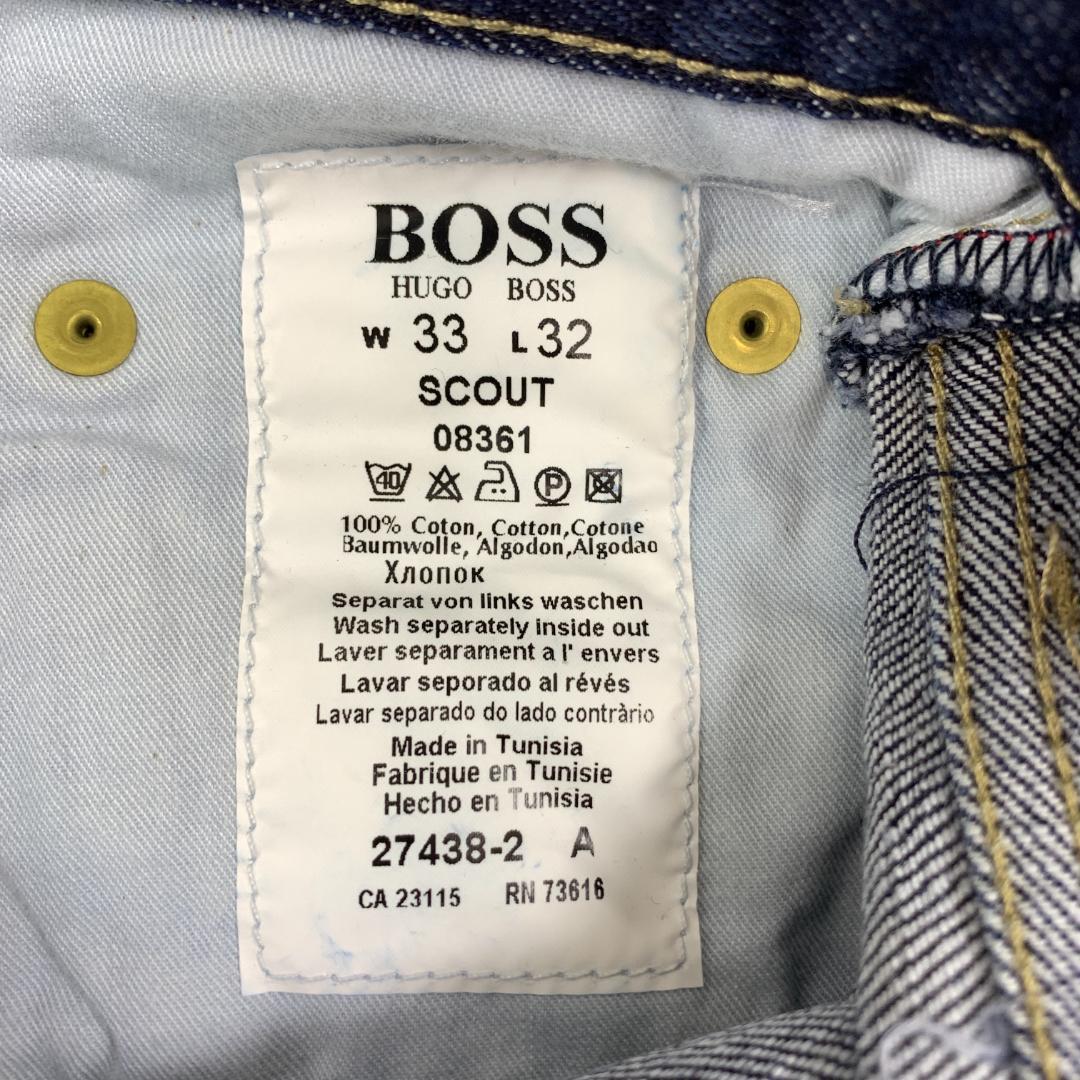 BOSS
HUGO BOSS
W 33 L 32
SCOUT
08361
40 P
100% Coton, Cotton,Cotone
Baumwolle, Algodon,Algodao
Хлопок
Separat von links waschen
Wash separately inside out
Laver separament a l' envers
Lavar seporado al révés
Lavar separado do lado contràrio
Made in Tunisia
Fabrique en Tunisie
Hecho en Tunisia
27438-2 A
CA 23115 RN 73616